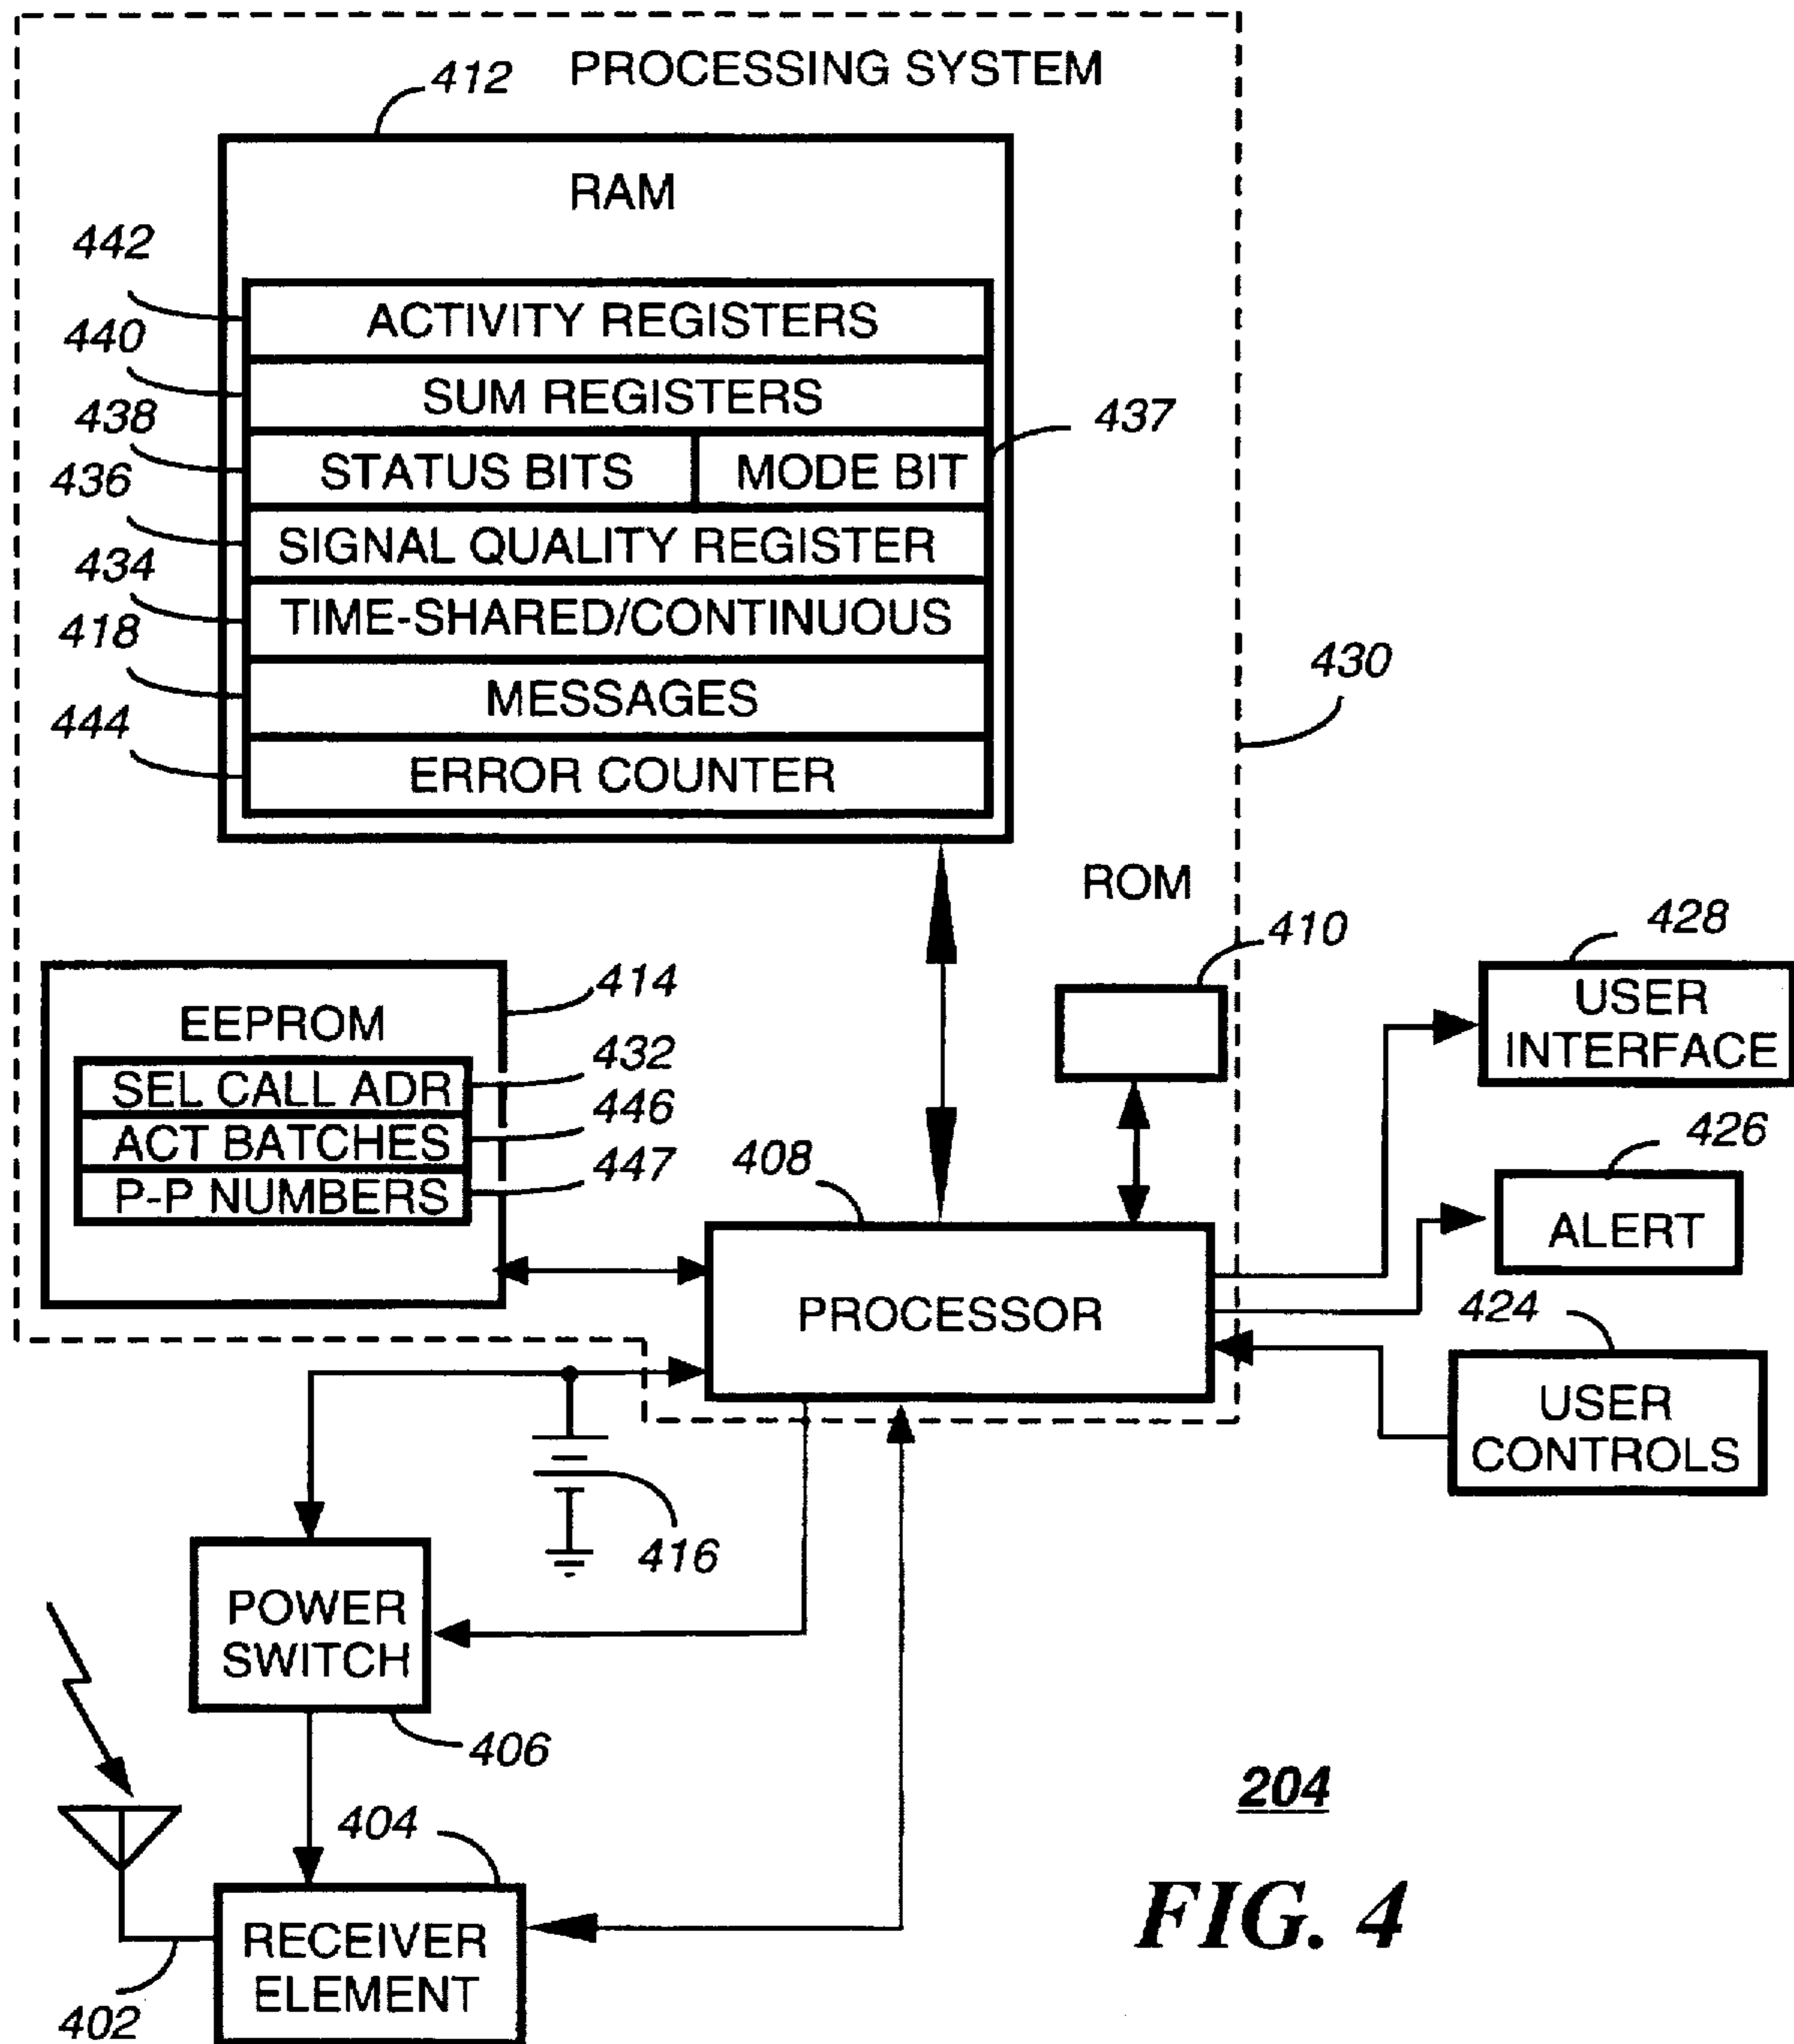 PROCESSING SYSTEM
412
RAM
442
ACTIVITY REGISTERS
440
SUM REGISTERS
438
STATUS BITS
MODE BIT
437
436
SIGNAL QUALITY REGISTER
434
TIME-SHARED/CONTINUOUS
418
MESSAGES
444
ERROR COUNTER
430
ROM
410
EEPROM
414
SEL CALL ADR
432
ACT BATCHES
446
P-P NUMBERS
447
408
PROCESSOR
428
USER
INTERFACE
426
ALERT
424
USER
CONTROLS
416
POWER
SWITCH
406
404
RECEIVER
ELEMENT
402
204
FIG. 4